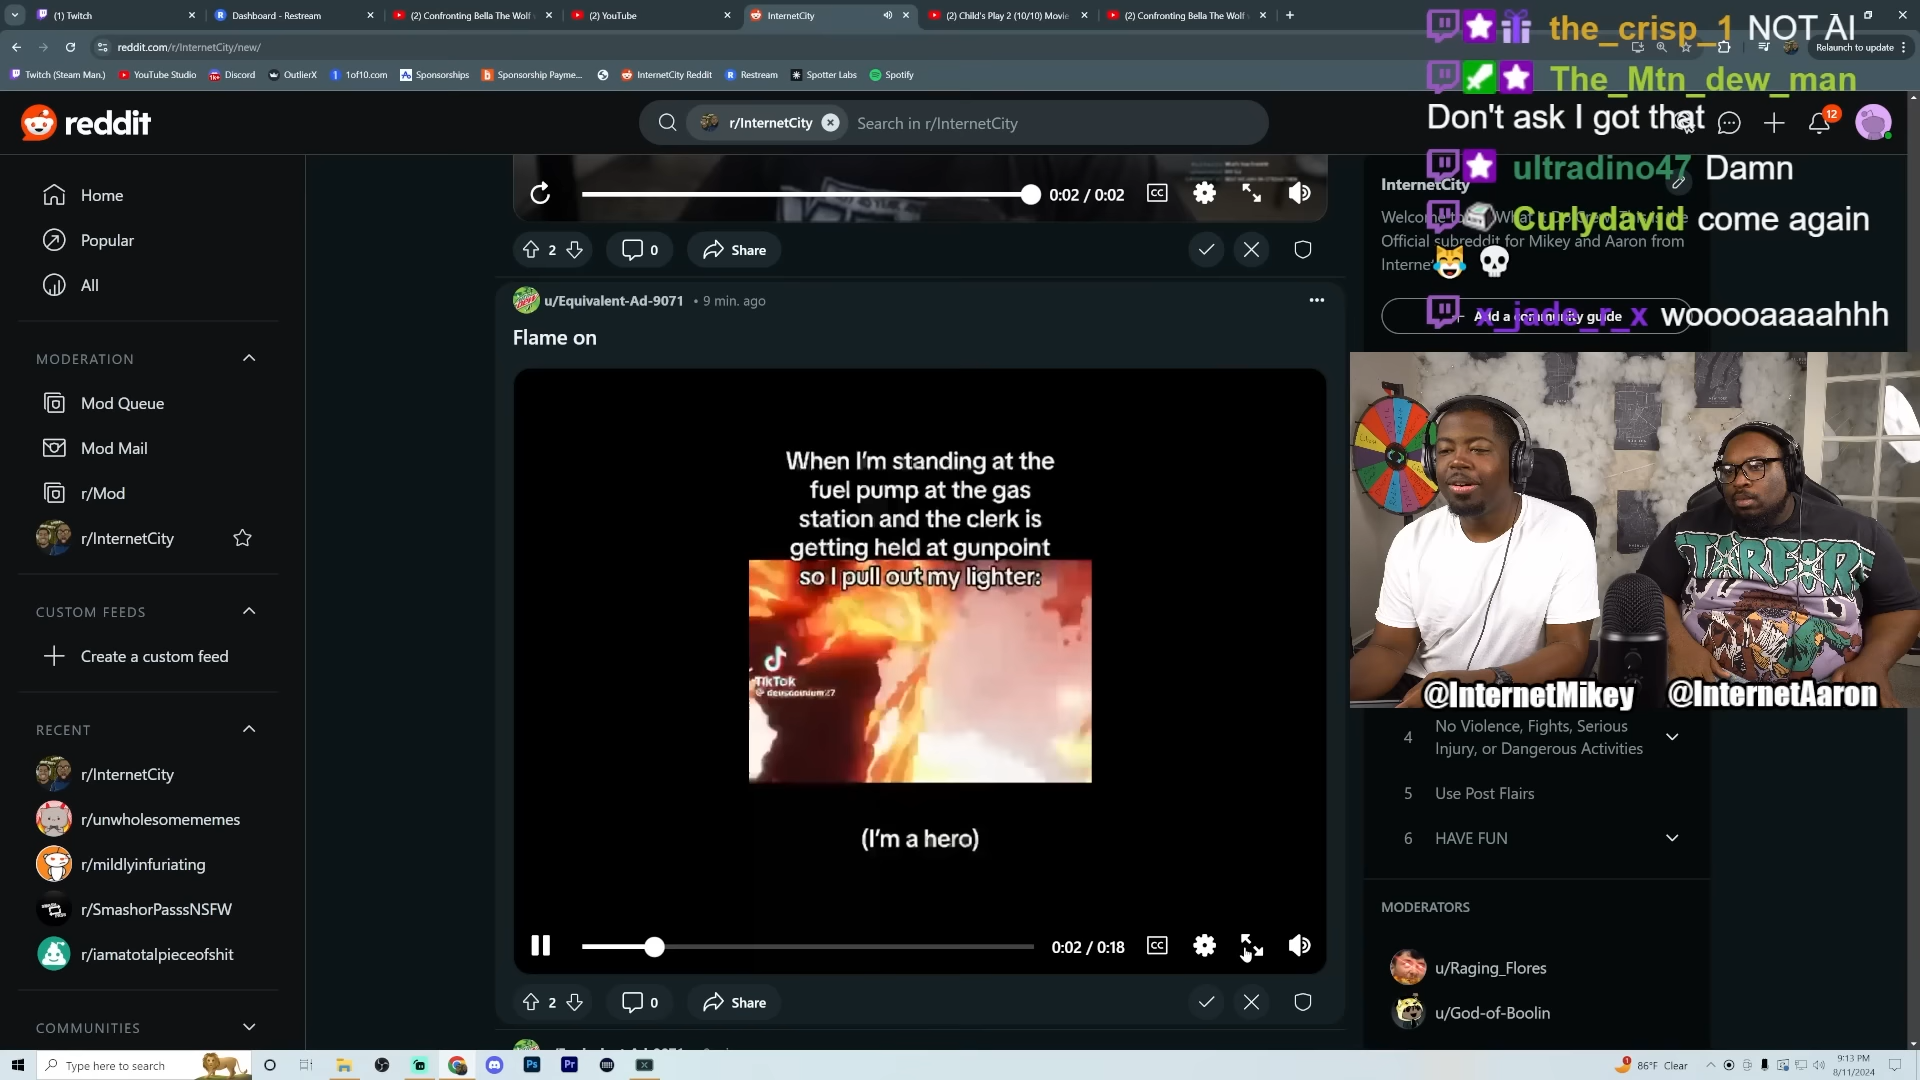 (1) Twitch
Dashboard - Restream
(2) Confronting Bella The Wolf
(2) YouTube
InternetCity
(2) Child's Play 2 (10/10) Movie
(2) Confronting Bella The Wolf
reddit.com/r/InternetCity/new/
Relaunch to update
Twitch (Steam Man.)
YouTube Studio
Discord
OutlierX
1of10.com
Sponsorships
Sponsorship Payme...
InternetCity Reddit
Restream
Spotter Labs
Spotify
the_crisp_1 NOT AI
The_Mtn_dew_man
Don't ask I got that
ultradino47 Damn
Curlydavid come again
x_jade_r_x wooooaaaahhh
reddit
r/InternetCity
Search in r/InternetCity
12
Home
Popular
All
MODERATION
Mod Queue
Mod Mail
r/Mod
r/InternetCity
CUSTOM FEEDS
Create a custom feed
RECENT
r/InternetCity
r/unwholesomememes
r/mildlyinfuriating
r/SmashorPasssNSFW
r/iamatotalpieceofshit
COMMUNITIES
0:02 / 0:02
CC
2
0
Share
u/Equivalent-Ad-9071 • 9 min. ago
Flame on
When I'm standing at the
fuel pump at the gas
station and the clerk is
getting held at gunpoint
so I pull out my lighter:
TikTok
(I'm a hero)
0:02 / 0:18
CC
2
0
Share
InternetCity
Official subreddit for Mikey and Aaron from
Add a community guide
TARFIRE
@InternetMikey
@InternetAaron
4 No Violence, Fights, Serious
Injury, or Dangerous Activities
5 Use Post Flairs
6 HAVE FUN
MODERATORS
u/Raging_Flores
u/God-of-Boolin
Type here to search
Ps
Pr
1
86°F Clear
9:13 PM
8/11/2024